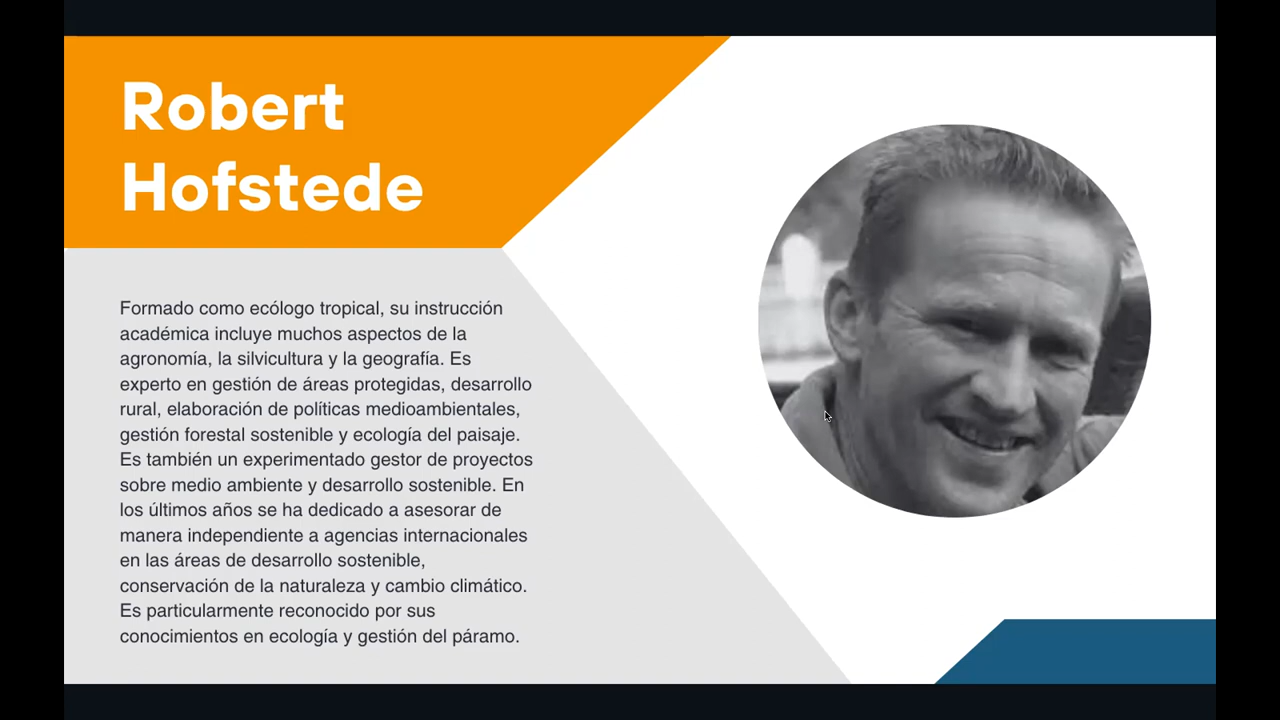 Robert
Hofstede
Formado como ecólogo tropical, su instrucción
académica incluye muchos aspectos de la
agronomía, la silvicultura y la geografía. Es
experto en gestión de áreas protegidas, desarrollo
rural, elaboración de políticas medioambientales,
gestión forestal sostenible y ecología del paisaje.
Es también un experimentado gestor de proyectos
sobre medio ambiente y desarrollo sostenible. En
los últimos años se ha dedicado a asesorar de
manera independiente a agencias internacionales
en las áreas de desarrollo sostenible,
conservación de la naturaleza y cambio climático.
Es particularmente reconocido por sus
conocimientos en ecología y gestión del páramo.